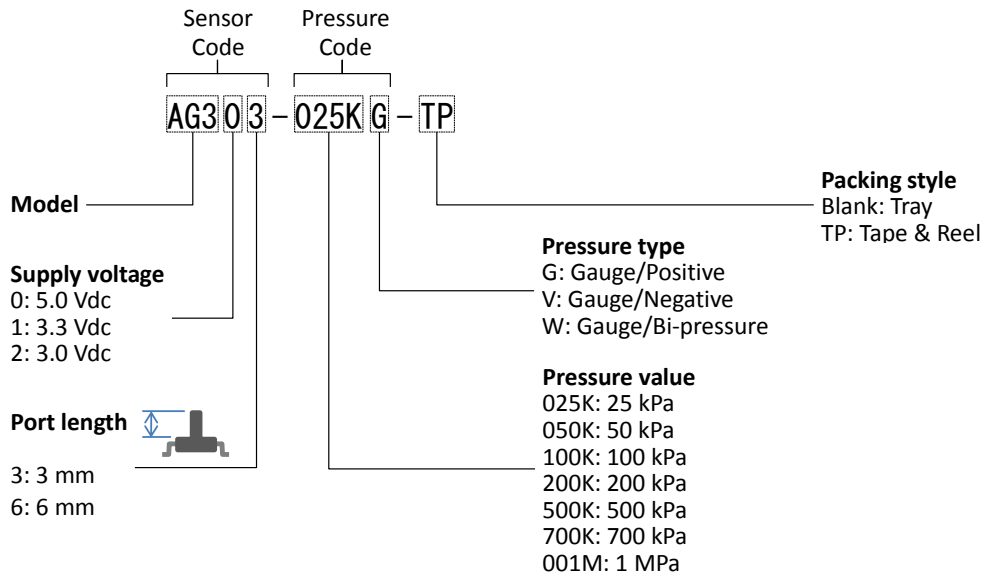 Sensor Code
Pressure Code
AG303-025KG-TP
Model
Supply voltage
0: 5.0 Vdc
1: 3.3 Vdc
2: 3.0 Vdc
Port length
3: 3 mm
6: 6 mm
Packing style
Blank: Tray
TP: Tape & Reel
Pressure type
G: Gauge/Positive
V: Gauge/Negative
W: Gauge/Bi-pressure
Pressure value
025K: 25 kPa
050K: 50 kPa
100K: 100 kPa
200K: 200 kPa
500K: 500 kPa
700K: 700 kPa
001M: 1 MPa